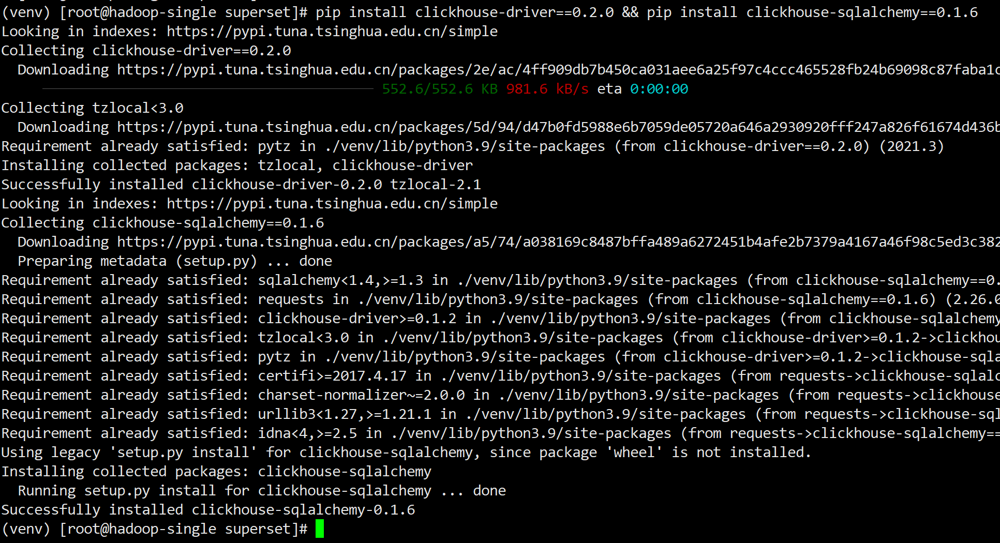 (venv) [root@hadoop-single superset]# pip install clickhouse-driver==0.2.0 && pip install clickhouse-sqlalchemy==0.1.6
Looking in indexes: https://pypi.tuna.tsinghua.edu.cn/simple
Collecting clickhouse-driver==0.2.0
  Downloading https://pypi.tuna.tsinghua.edu.cn/packages/2e/ac/4ff909db7b450ca031aee6a25f97c4ccc465528fb24b69098c87faba1c
552.6/552.6 KB 981.6 kB/s eta 0:00:00
Collecting tzlocal<3.0
  Downloading https://pypi.tuna.tsinghua.edu.cn/packages/5d/94/d47b0fd5988e6b7059de05720a646a2930920fff247a826f61674d436b
Requirement already satisfied: pytz in ./venv/lib/python3.9/site-packages (from clickhouse-driver==0.2.0) (2021.3)
Installing collected packages: tzlocal, clickhouse-driver
Successfully installed clickhouse-driver-0.2.0 tzlocal-2.1
Looking in indexes: https://pypi.tuna.tsinghua.edu.cn/simple
Collecting clickhouse-sqlalchemy==0.1.6
  Downloading https://pypi.tuna.tsinghua.edu.cn/packages/a5/74/a038169c8487bffa489a6272451b4afe2b7379a4167a46f98c5ed3c382
  Preparing metadata (setup.py) ... done
Requirement already satisfied: sqlalchemy<1.4,>=1.3 in ./venv/lib/python3.9/site-packages (from clickhouse-sqlalchemy==0.
Requirement already satisfied: requests in ./venv/lib/python3.9/site-packages (from clickhouse-sqlalchemy==0.1.6) (2.26.0
Requirement already satisfied: clickhouse-driver>=0.1.2 in ./venv/lib/python3.9/site-packages (from clickhouse-sqlalchemy
Requirement already satisfied: tzlocal<3.0 in ./venv/lib/python3.9/site-packages (from clickhouse-driver>=0.1.2->clickhou
Requirement already satisfied: pytz in ./venv/lib/python3.9/site-packages (from clickhouse-driver>=0.1.2->clickhouse-sqla
Requirement already satisfied: certifi>=2017.4.17 in ./venv/lib/python3.9/site-packages (from requests->clickhouse-sqlalc
Requirement already satisfied: charset-normalizer~=2.0.0 in ./venv/lib/python3.9/site-packages (from requests->clickhouse
Requirement already satisfied: urllib3<1.27,>=1.21.1 in ./venv/lib/python3.9/site-packages (from requests->clickhouse-sql
Requirement already satisfied: idna<4,>=2.5 in ./venv/lib/python3.9/site-packages (from requests->clickhouse-sqlalchemy==
Using legacy 'setup.py install' for clickhouse-sqlalchemy, since package 'wheel' is not installed.
Installing collected packages: clickhouse-sqlalchemy
  Running setup.py install for clickhouse-sqlalchemy ... done
Successfully installed clickhouse-sqlalchemy-0.1.6
(venv) [root@hadoop-single superset]#